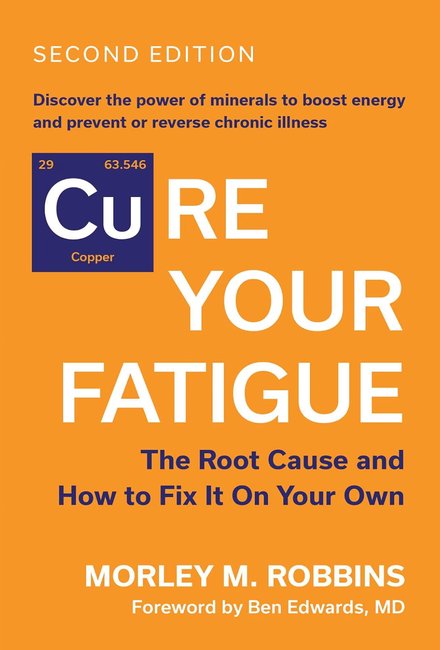 SECOND EDITION
Discover the power of minerals to boost energy
and prevent or reverse chronic illness
29 63.546
CuRE
Copper
YOUR
FATIGUE
The Root Cause and
How to Fix It On Your Own
MORLEY M. ROBBINS
Foreword by Ben Edwards, MD